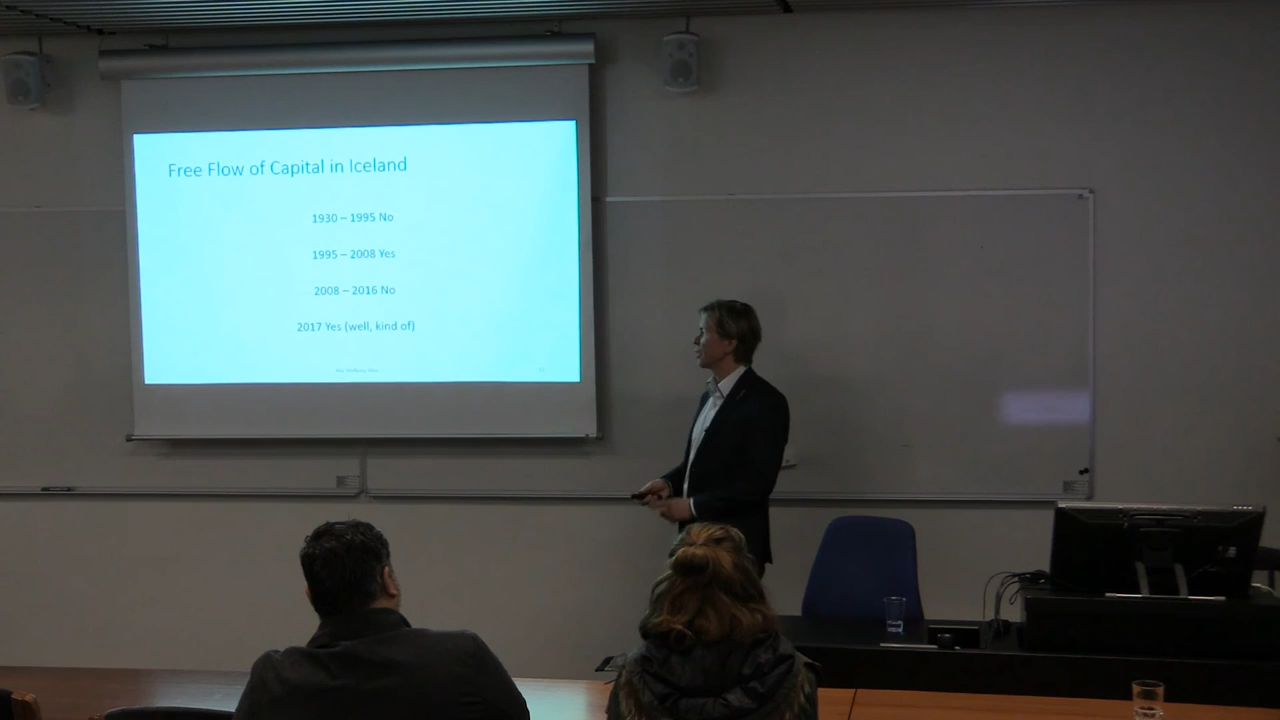 Free Flow of Capital in Iceland
1930 – 1995 No
1995 – 2008 Yes
2008 – 2016 No
2017 Yes (well, kind of)